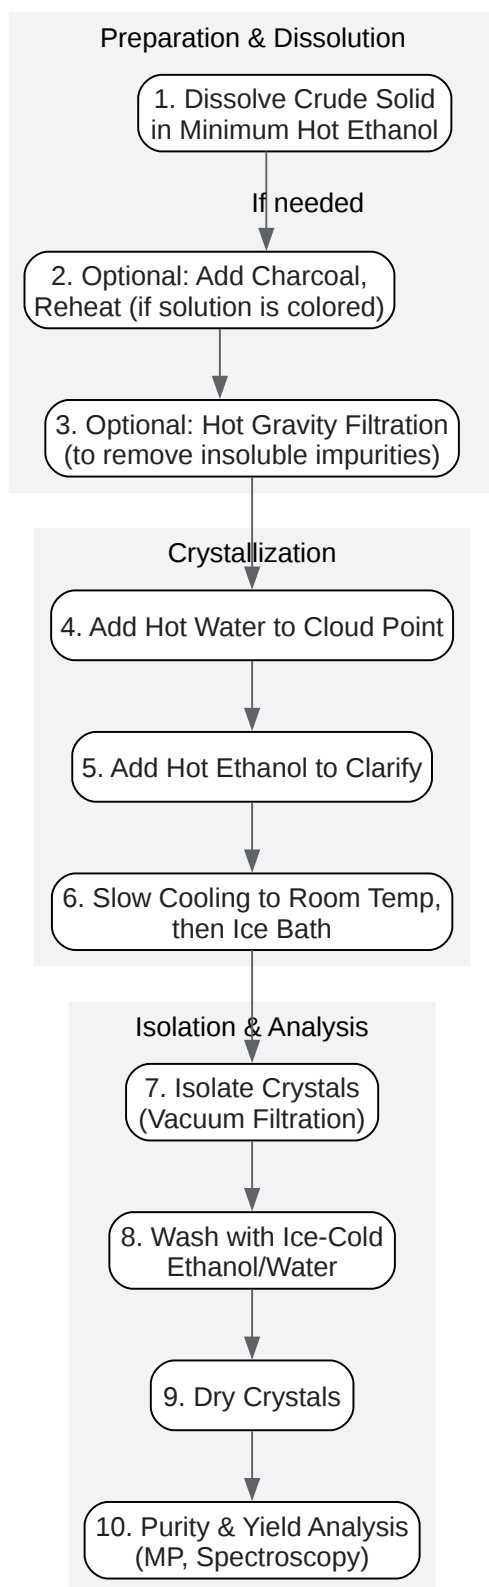 Preparation & Dissolution
1. Dissolve Crude Solid
in Minimum Hot Ethanol
If needed
2. Optional: Add Charcoal,
Reheat (if solution is colored)
3. Optional: Hot Gravity Filtration
(to remove insoluble impurities)
Crystallization
4. Add Hot Water to Cloud Point
5. Add Hot Ethanol to Clarify
6. Slow Cooling to Room Temp,
then Ice Bath
Isolation & Analysis
7. Isolate Crystals
(Vacuum Filtration)
8. Wash with Ice-Cold
Ethanol/Water
9. Dry Crystals
10. Purity & Yield Analysis
(MP, Spectroscopy)